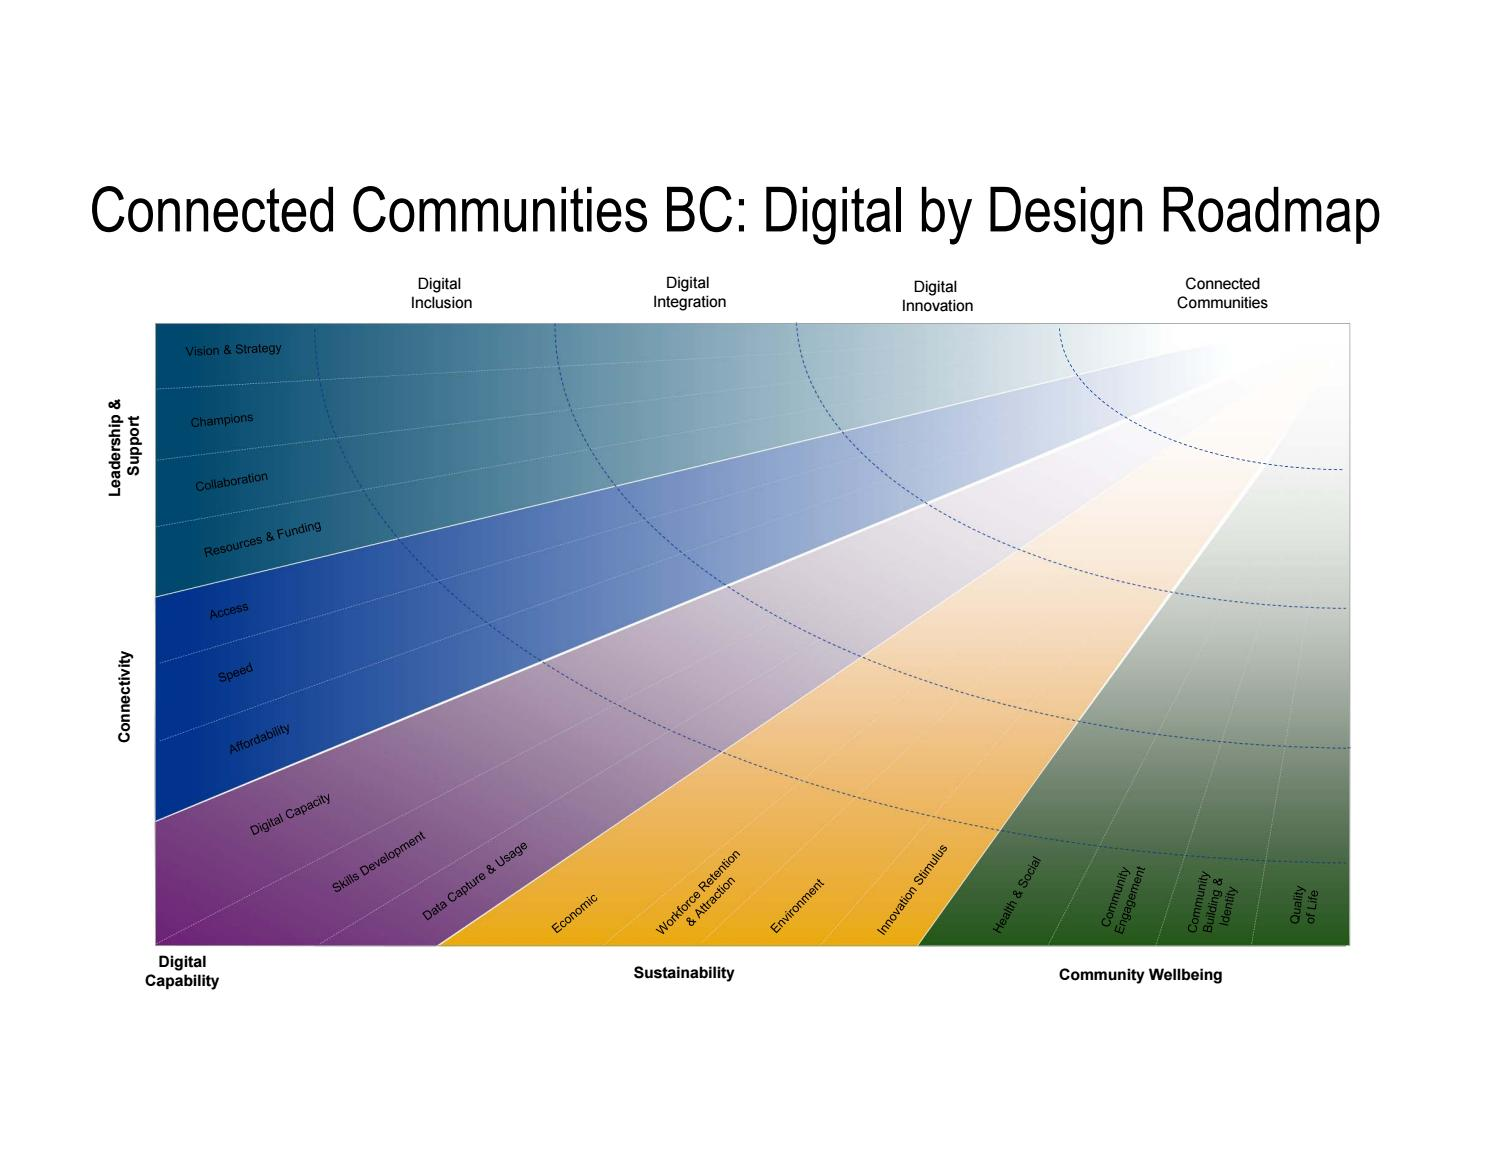 Connected Communities BC: Digital by Design Roadmap
Digital
Inclusion
Digital
Integration
Digital
Innovation
Connected
Communities
Leadership &
Support
Vision & Strategy
Champions
Collaboration
Resources & Funding
Connectivity
Access
Speed
Affordability
Digital Capacity
Skills Development
Data Capture & Usage
Economic
Workforce Retention
& Attraction
Environment
Innovation Stimulus
Health & Social
Community
Engagement
Community
Building &
Identity
Quality
of Life
Digital
Capability
Sustainability
Community Wellbeing